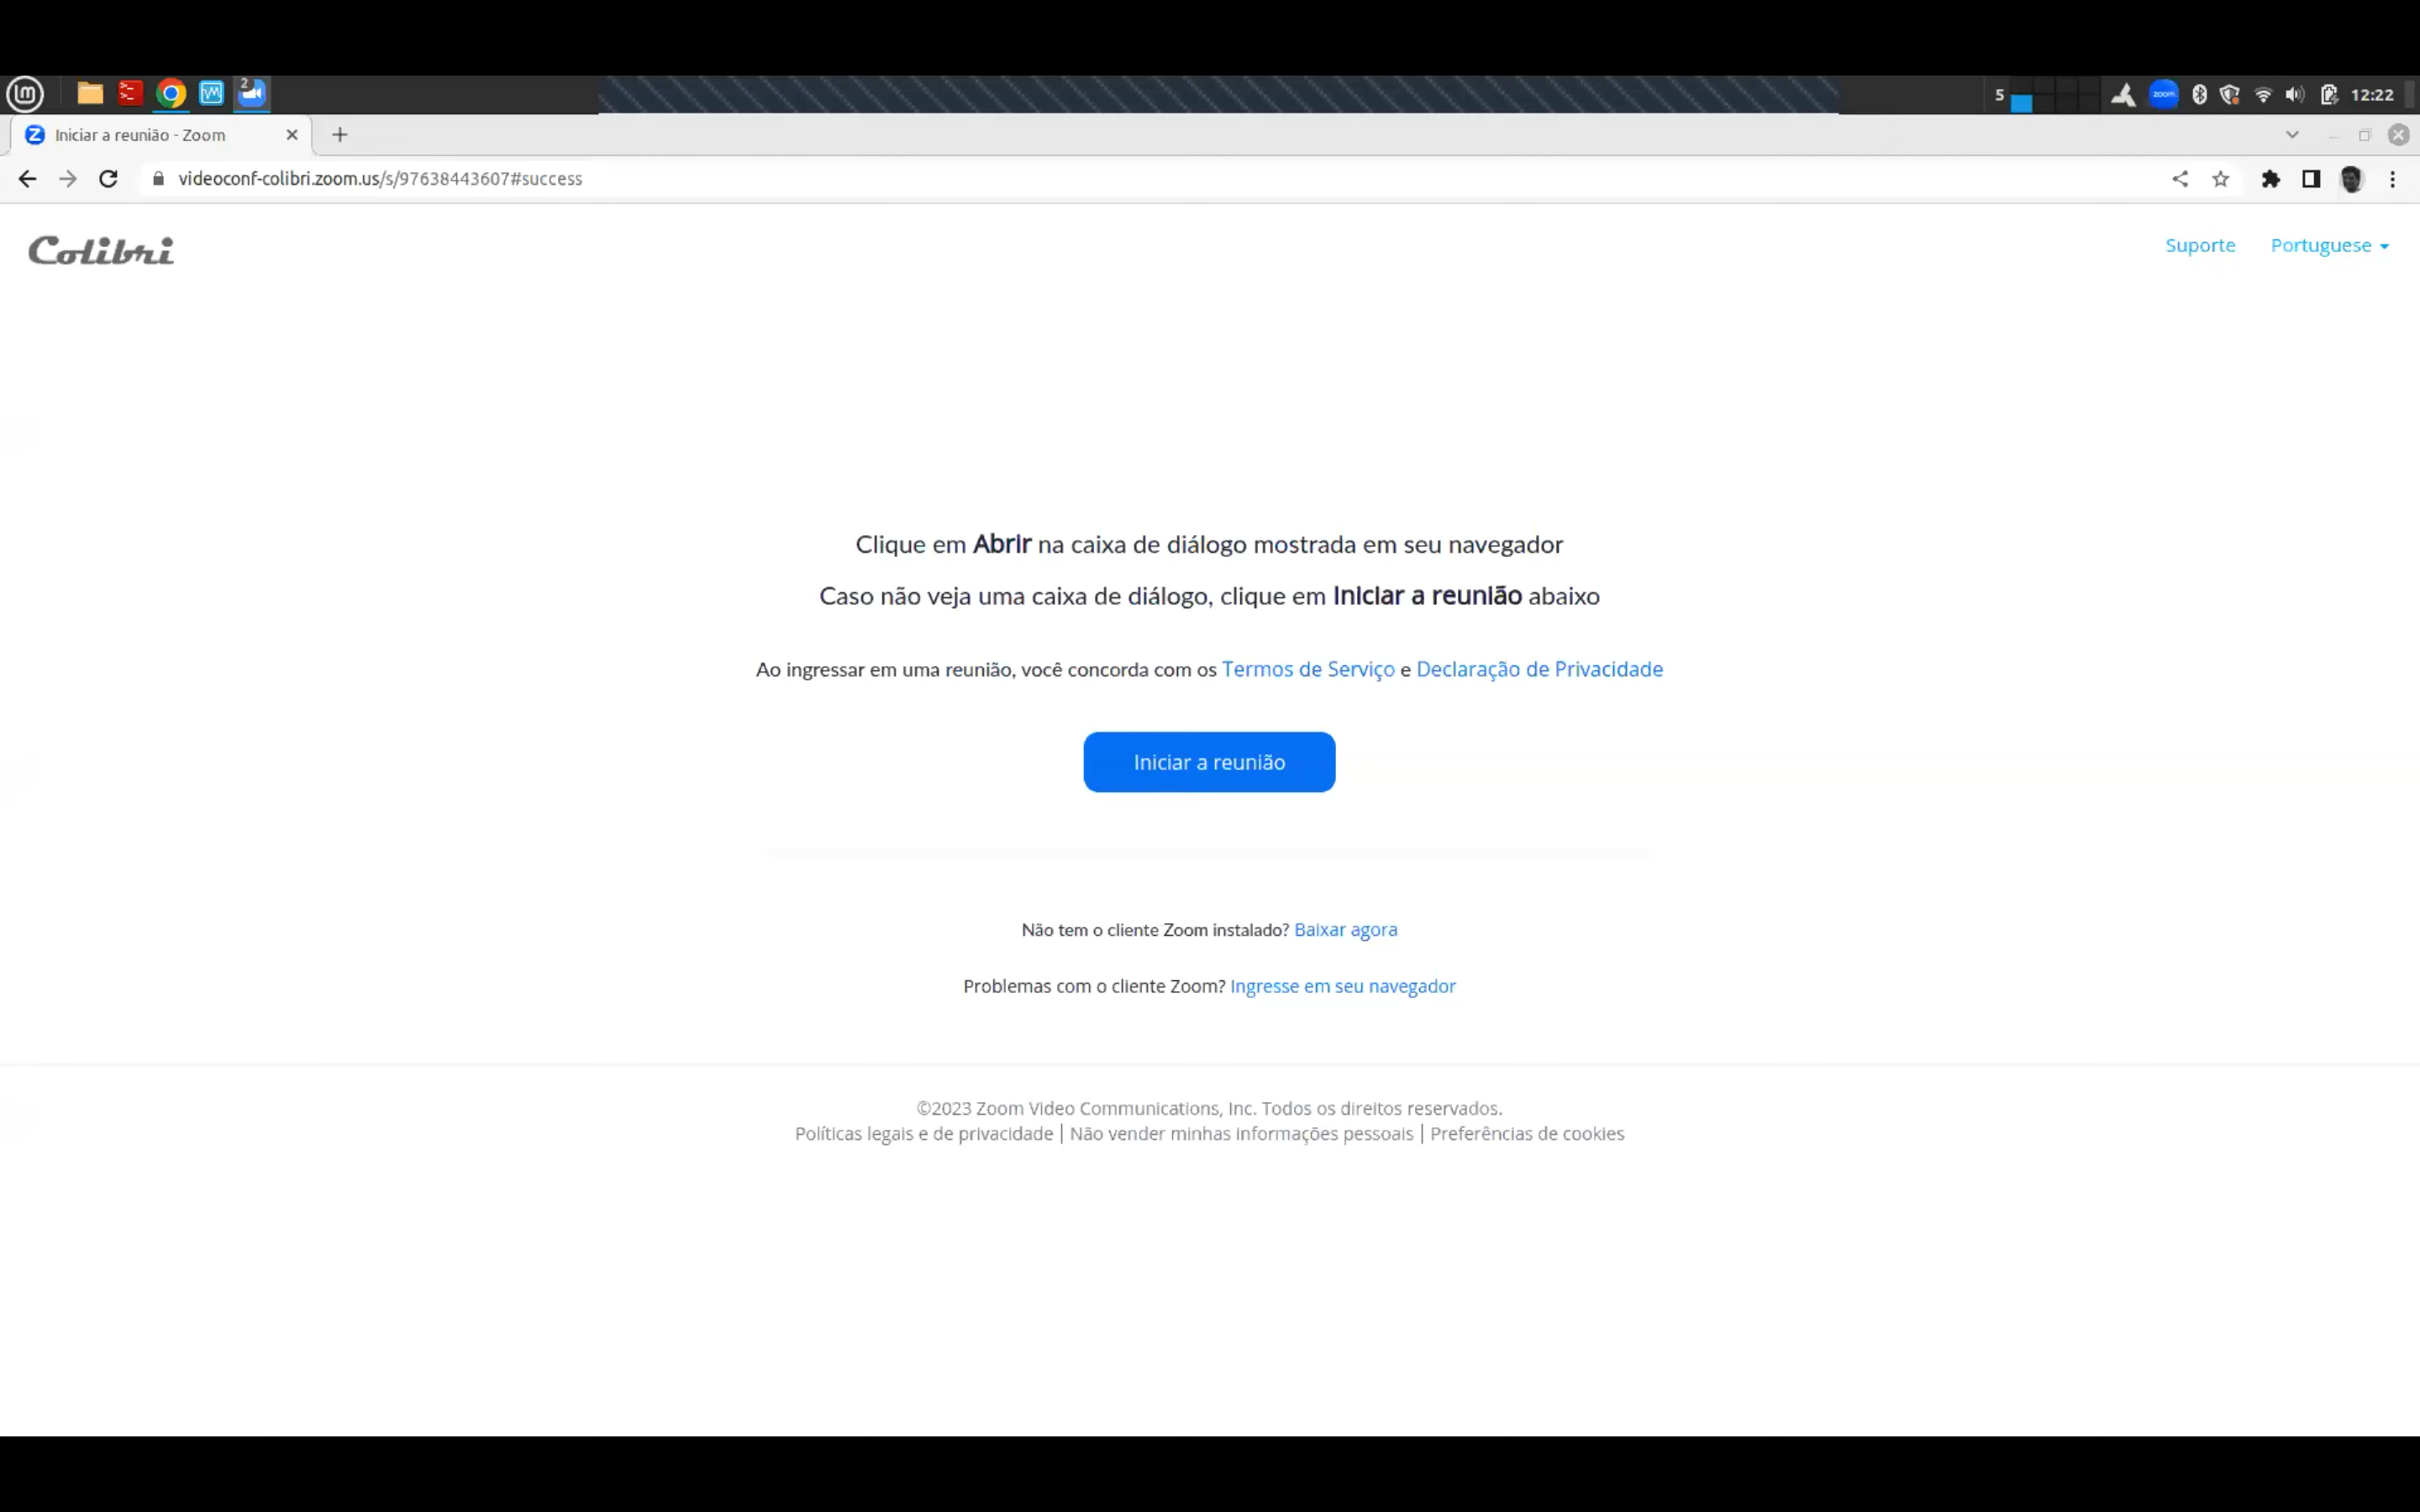 5
zoom
12:22
2
Iniciar a reunião - Zoom
videoconf-colibri.zoom.us/s/97638443607#success
Colibri
Suporte
Portuguese
Clique em Abrir na caixa de diálogo mostrada em seu navegador
Caso não veja uma caixa de diálogo, clique em Iniciar a reunião abaixo
Ao ingressar em uma reunião, você concorda com os Termos de Serviço e Declaração de Privacidade
Iniciar a reunião
Não tem o cliente Zoom instalado? Baixar agora
Problemas com o cliente Zoom? Ingresse em seu navegador
©2023 Zoom Video Communications, Inc. Todos os direitos reservados.
Políticas legais e de privacidade | Não vender minhas informações pessoais | Preferências de cookies